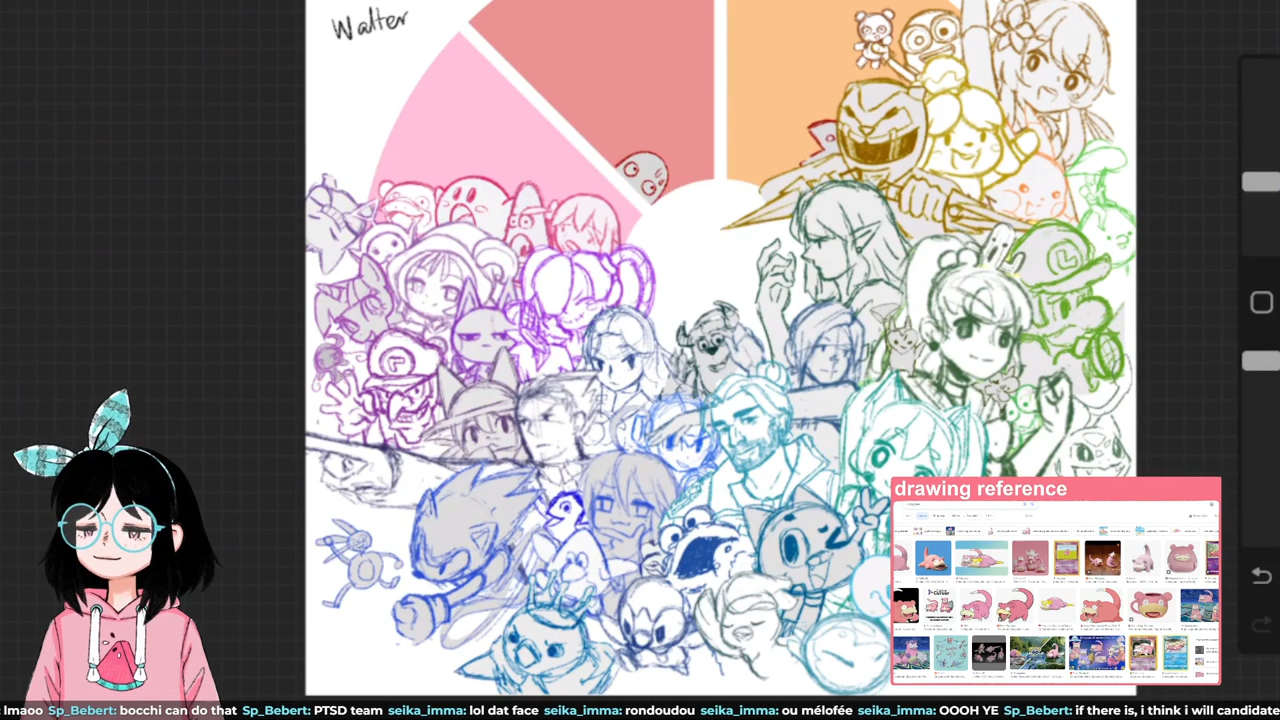 Walter
drawing reference
: lmaoo Sp_Bebert: bocchi can do that Sp_Bebert: PTSD team seika_imma: lol dat face seika_imma: rondoudou seika_imma: ou mélofée seika_imma: OOOH YE Sp_Bebert: if there is, i think i will candidate